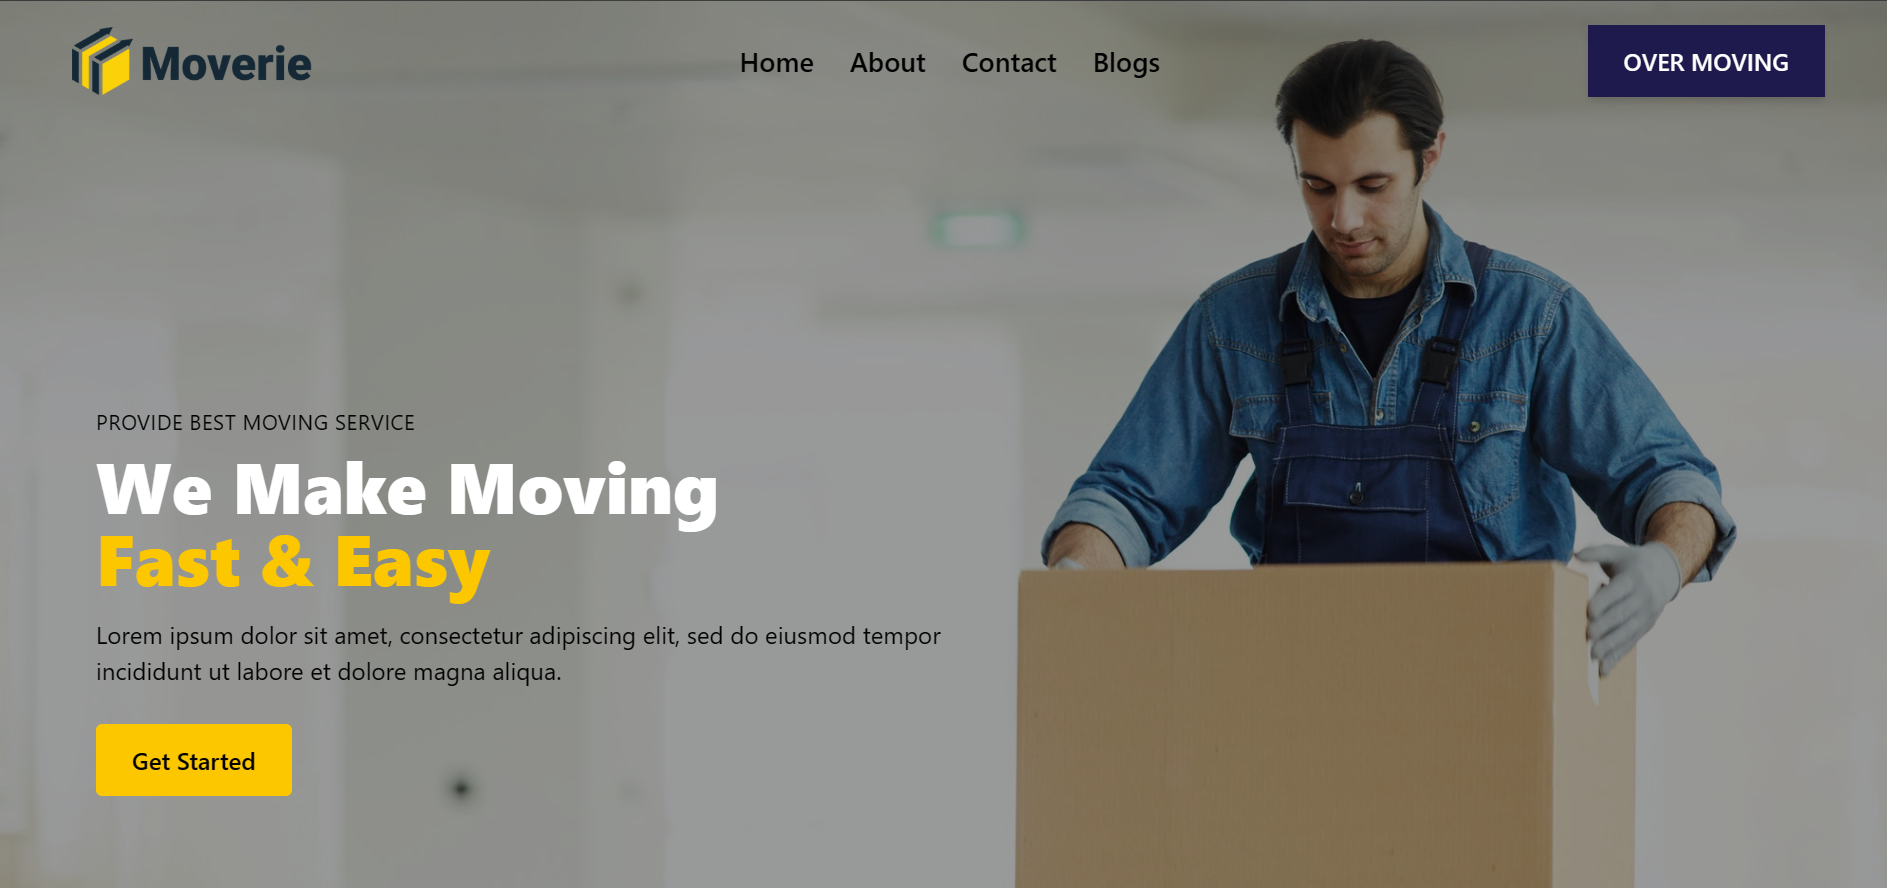 Moverie
Home About Contact Blogs
OVER MOVING
PROVIDE BEST MOVING SERVICE
We Make Moving
Fast & Easy
Lorem ipsum dolor sit amet, consectetur adipiscing elit, sed do eiusmod tempor
incididunt ut labore et dolore magna aliqua.
Get Started